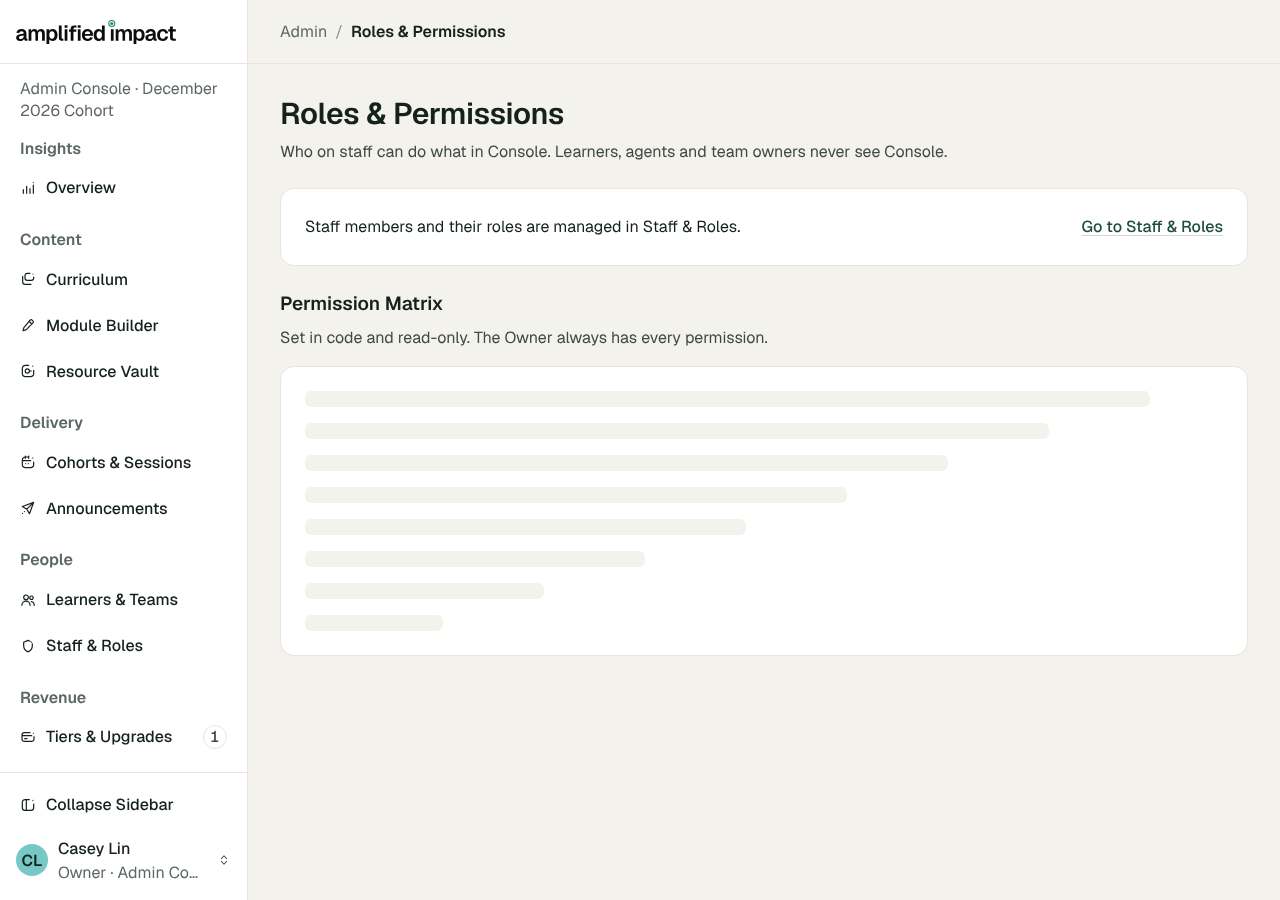 amplified impact
Admin Console · December
2026 Cohort
Insights
Overview
Content
Curriculum
Module Builder
Resource Vault
Delivery
Cohorts & Sessions
Announcements
People
Learners & Teams
Staff & Roles
Revenue
Tiers & Upgrades 1
Collapse Sidebar
CL
Casey Lin
Owner · Admin Co...
Admin / Roles & Permissions
Roles & Permissions
Who on staff can do what in Console. Learners, agents and team owners never see Console.
Staff members and their roles are managed in Staff & Roles. Go to Staff & Roles
Permission Matrix
Set in code and read-only. The Owner always has every permission.